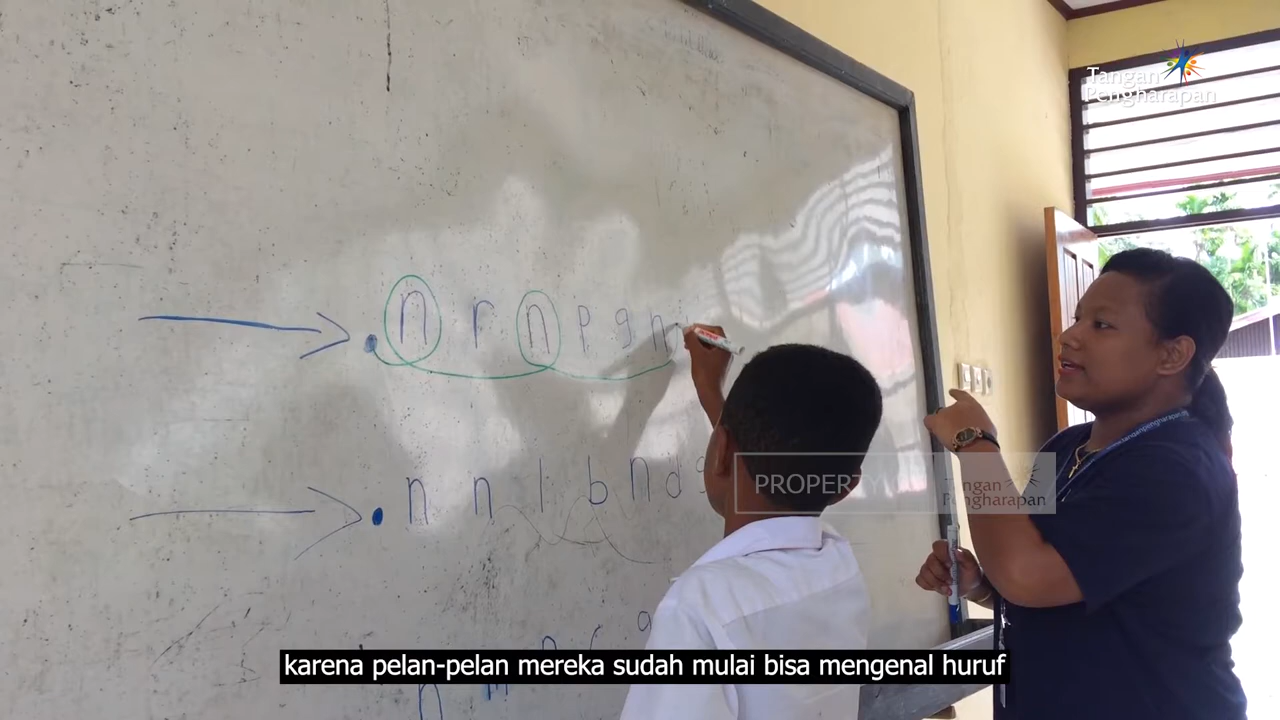 Tangan
Pengharapan
n r n p g n
n n l b n d g
PROPERTY
Tangan
Pengharapan
n r g
karena pelan-pelan mereka sudah mulai bisa mengenal huruf
n